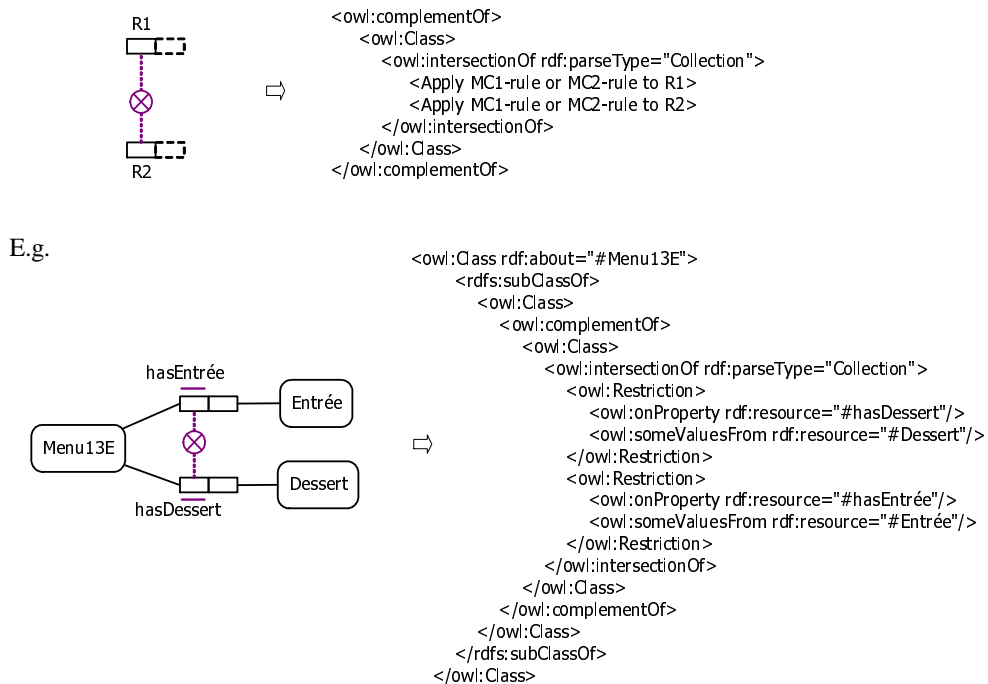 R1
R2
<owl:complementOf>
<owl:Class>
<owl:intersectionOf rdf:parseType="Collection">
<Apply MC1-rule or MC2-rule to R1>
<Apply MC1-rule or MC2-rule to R2>
</owl:intersectionOf>
</owl:Class>
</owl:complementOf>
E.g.
hasEntrée
Entrée
Menu13E
Dessert
hasDessert
<owl:Class rdf:about="#Menu13E">
<rdfs:subClassOf>
<owl:Class>
<owl:complementOf>
<owl:Class>
<owl:intersectionOf rdf:parseType="Collection">
<owl:Restriction>
<owl:onProperty rdf:resource="#hasDessert"/>
<owl:someValuesFrom rdf:resource="#Dessert"/>
</owl:Restriction>
<owl:Restriction>
<owl:onProperty rdf:resource="#hasEntrée"/>
<owl:someValuesFrom rdf:resource="#Entrée"/>
</owl:Restriction>
</owl:intersectionOf>
</owl:Class>
</owl:complementOf>
</owl:Class>
</rdfs:subClassOf>
</owl:Class>